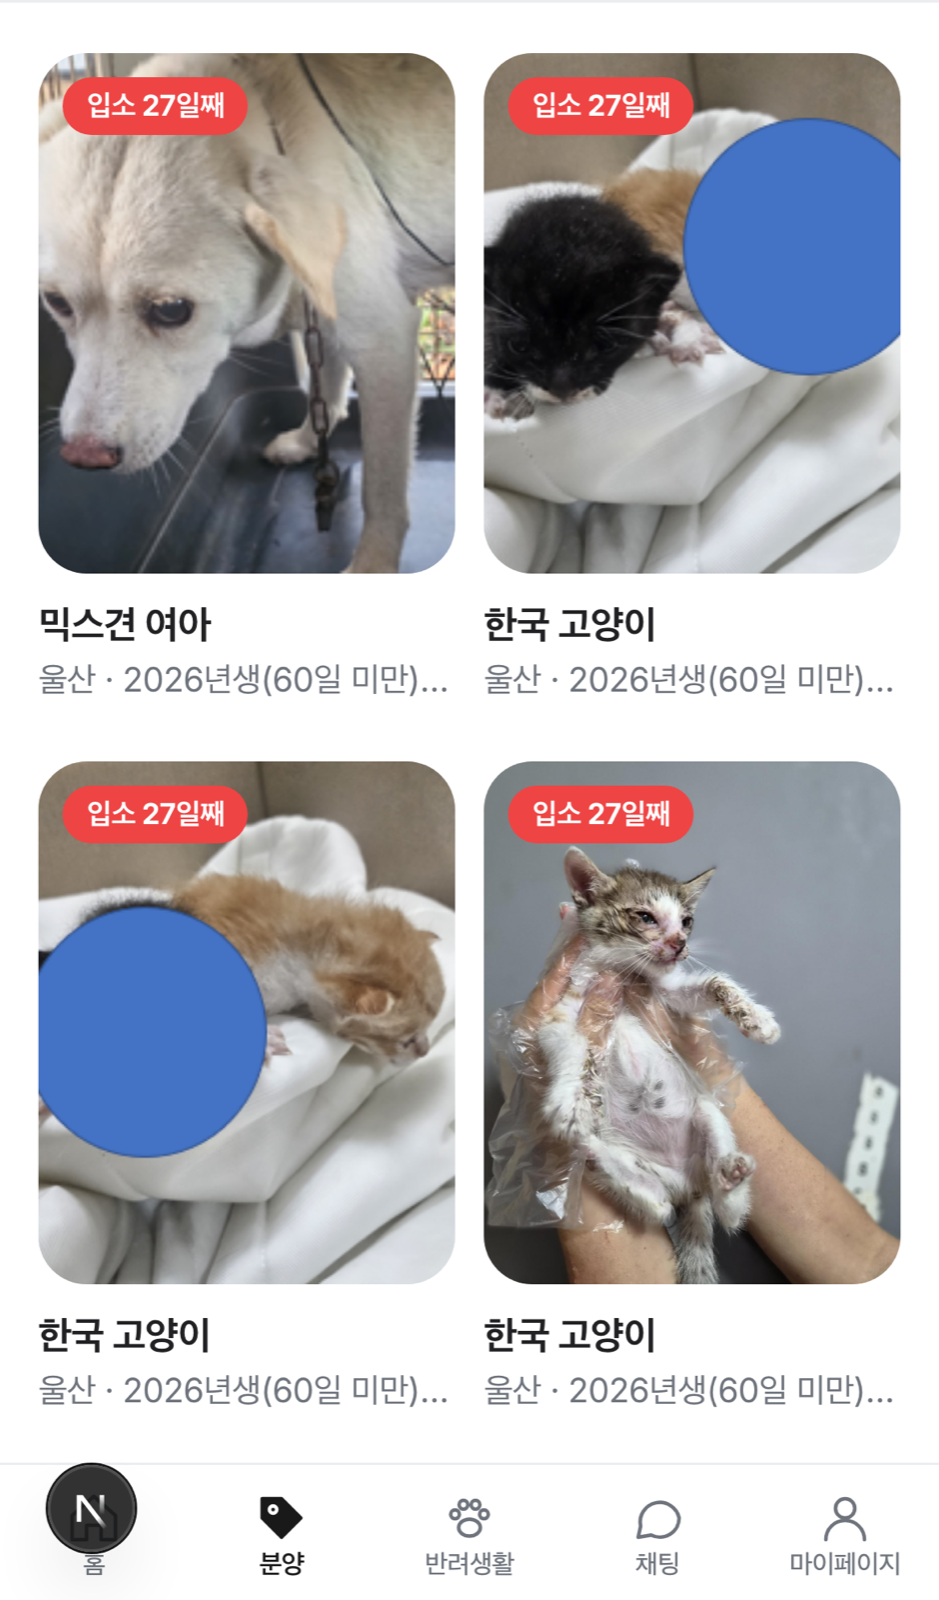 입소 27일째
입소 27일째
믹스견 여아
한국 고양이
울산 · 2026년생(60일 미만)...
울산 · 2026년생(60일 미만)...
입소 27일째
입소 27일째
한국 고양이
한국 고양이
울산 · 2026년생(60일 미만)...
울산 · 2026년생(60일 미만)...
N
홈
분양
반려생활
채팅
마이페이지